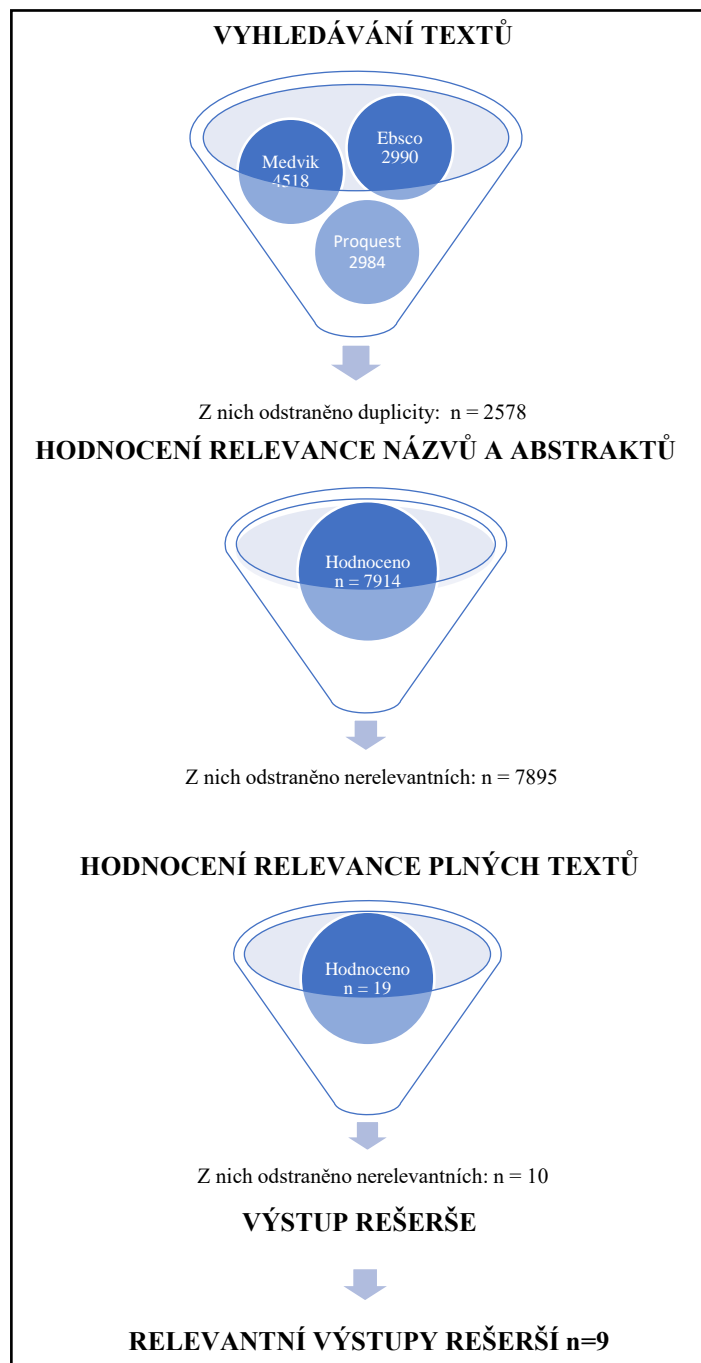 VYHLEDÁVÁNÍ TEXTŮ
Ebsco
2990
Medvik
4518
Proquest
2984
Z nich odstraněno duplicity: n = 2578
HODNOCENÍ RELEVANCE NÁZVŮ A ABSTRAKTŮ
Hodnoceno
n = 7914
Z nich odstraněno nerelevantních: n = 7895
HODNOCENÍ RELEVANCE PLNÝCH TEXTŮ
Hodnoceno
n = 19
Z nich odstraněno nerelevantních: n = 10
VÝSTUP REŠERŠE
RELEVANTNÍ VÝSTUPY REŠERŠÍ n=9